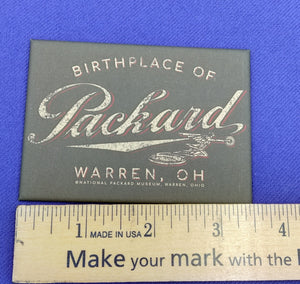 BIRTHPLACE OF
Packard
WARREN, OH
©NATIONAL PACKARD MUSEUM, WARREN, OHIO
1 MADE IN USA 2 3 4
Make your mark with the